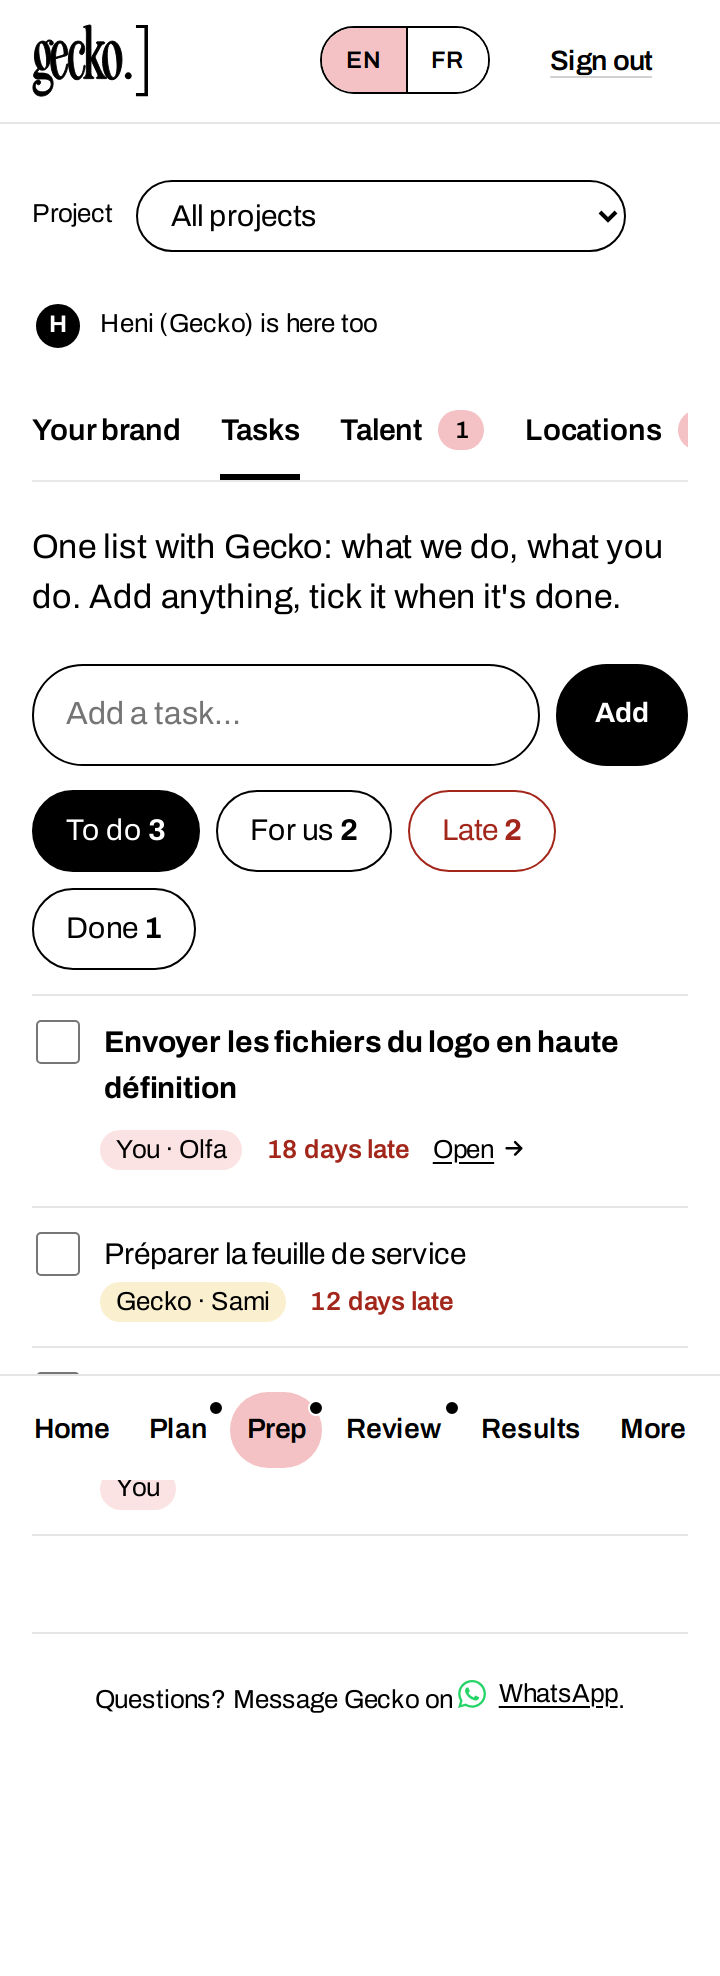 gecko.]
EN FR Sign out
Project All projects
H Heni (Gecko) is here too
Your brand Tasks Talent 1 Locations
One list with Gecko: what we do, what you
do. Add anything, tick it when it's done.
Add a task... Add
To do 3 For us 2 Late 2
Done 1
Envoyer les fichiers du logo en haute
définition
You · Olfa 18 days late Open →
Préparer la feuille de service
Gecko · Sami 12 days late
Home Plan Prep Review Results More
You
Questions? Message Gecko on WhatsApp.